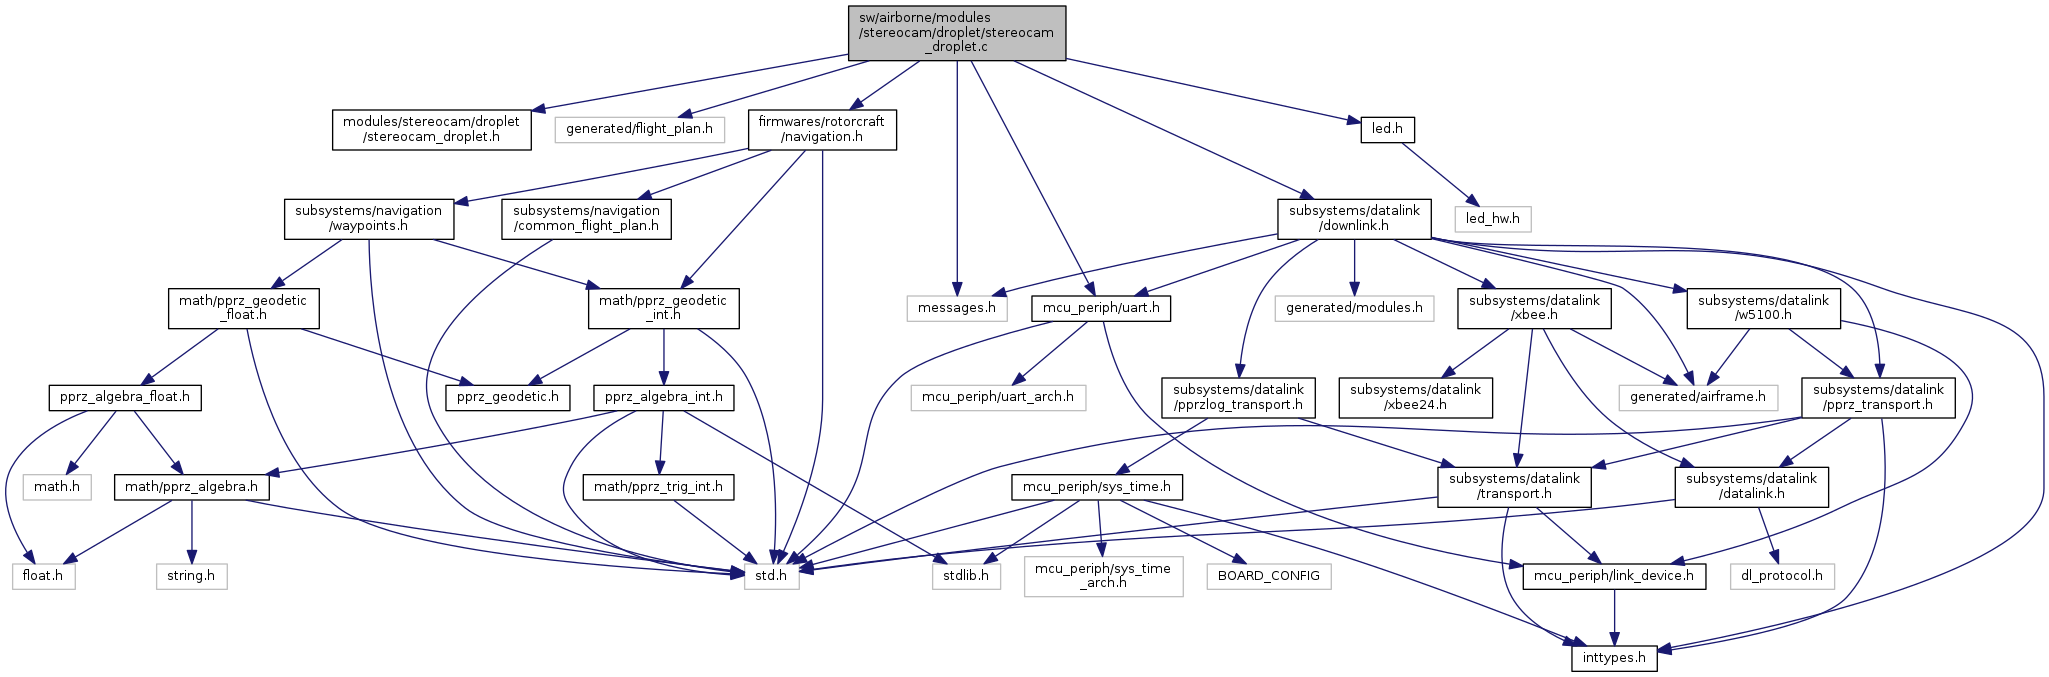 sw/airborne/modules
/stereocam/droplet/stereocam
_droplet.c
modules/stereocam/droplet
/stereocam_droplet.h
generated/flight_plan.h
firmwares/rotorcraft
/navigation.h
led.h
subsystems/navigation
/waypoints.h
subsystems/navigation
/common_flight_plan.h
subsystems/datalink
/downlink.h
led_hw.h
math/pprz_geodetic
_float.h
math/pprz_geodetic
_int.h
messages.h
mcu_periph/uart.h
generated/modules.h
subsystems/datalink
/xbee.h
subsystems/datalink
/w5100.h
pprz_algebra_float.h
pprz_geodetic.h
pprz_algebra_int.h
mcu_periph/uart_arch.h
subsystems/datalink
/pprzlog_transport.h
subsystems/datalink
/xbee24.h
generated/airframe.h
subsystems/datalink
/pprz_transport.h
math.h
math/pprz_algebra.h
math/pprz_trig_int.h
mcu_periph/sys_time.h
subsystems/datalink
/transport.h
subsystems/datalink
/datalink.h
float.h
string.h
std.h
stdlib.h
mcu_periph/sys_time
_arch.h
BOARD_CONFIG
mcu_periph/link_device.h
dl_protocol.h
inttypes.h